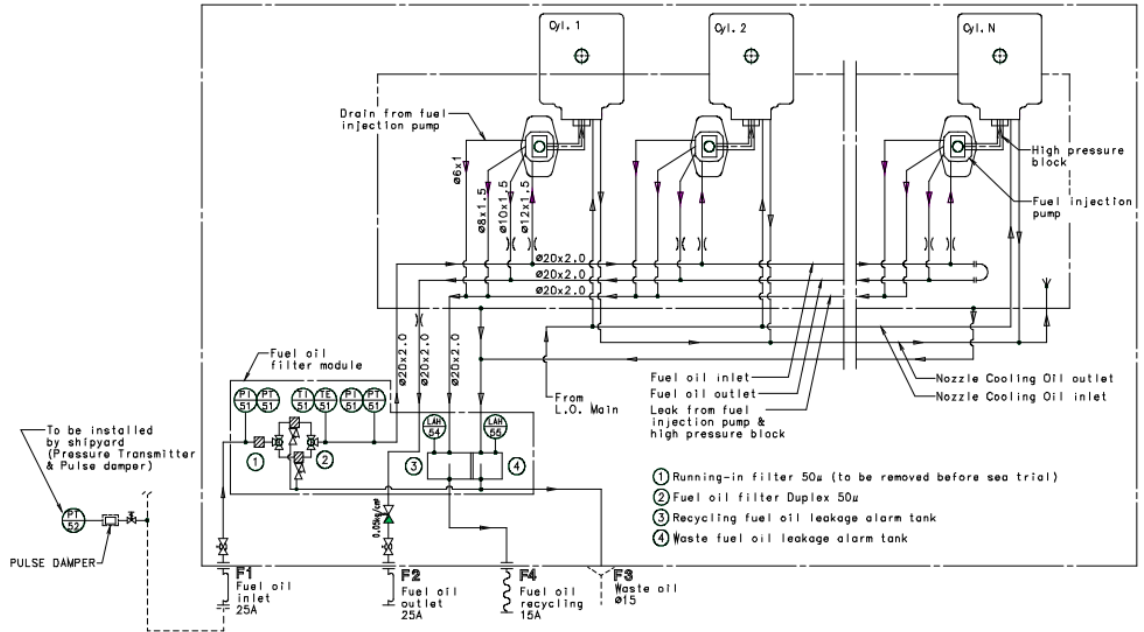 Cyl. 1
Cyl. 2
Cyl. N
Drain from fuel
injection pump
High pressure
block
Fuel injection
pump
ø6x1
ø8x1.5
ø10x1.5
ø12x1.5
ø20x2.0
ø20x2.0
ø20x2.0
ø20x2.0
ø20x2.0
ø20x2.0
Fuel oil
filter module
PI
51
PT
51
TI
51
TE
51
PI
51
PT
51
LAH
54
LAH
55
1
2
3
4
From
L.O. Main
Fuel oil inlet
Fuel oil outlet
Leak from fuel
injection pump &
high pressure block
Nozzle Cooling Oil outlet
Nozzle Cooling Oil inlet
To be installed
by shipyard
(Pressure Transmitter
& Pulse damper)
PT
52
PULSE DAMPER
0.05kg/cm²
1 Running-in filter 50μ (to be removed before sea trial)
2 Fuel oil filter Duplex 50μ
3 Recycling fuel oil leakage alarm tank
4 Waste fuel oil leakage alarm tank
F1
Fuel oil
inlet
25A
F2
Fuel oil
outlet
25A
F4
Fuel oil
recycling
15A
F3
Waste oil
ø15